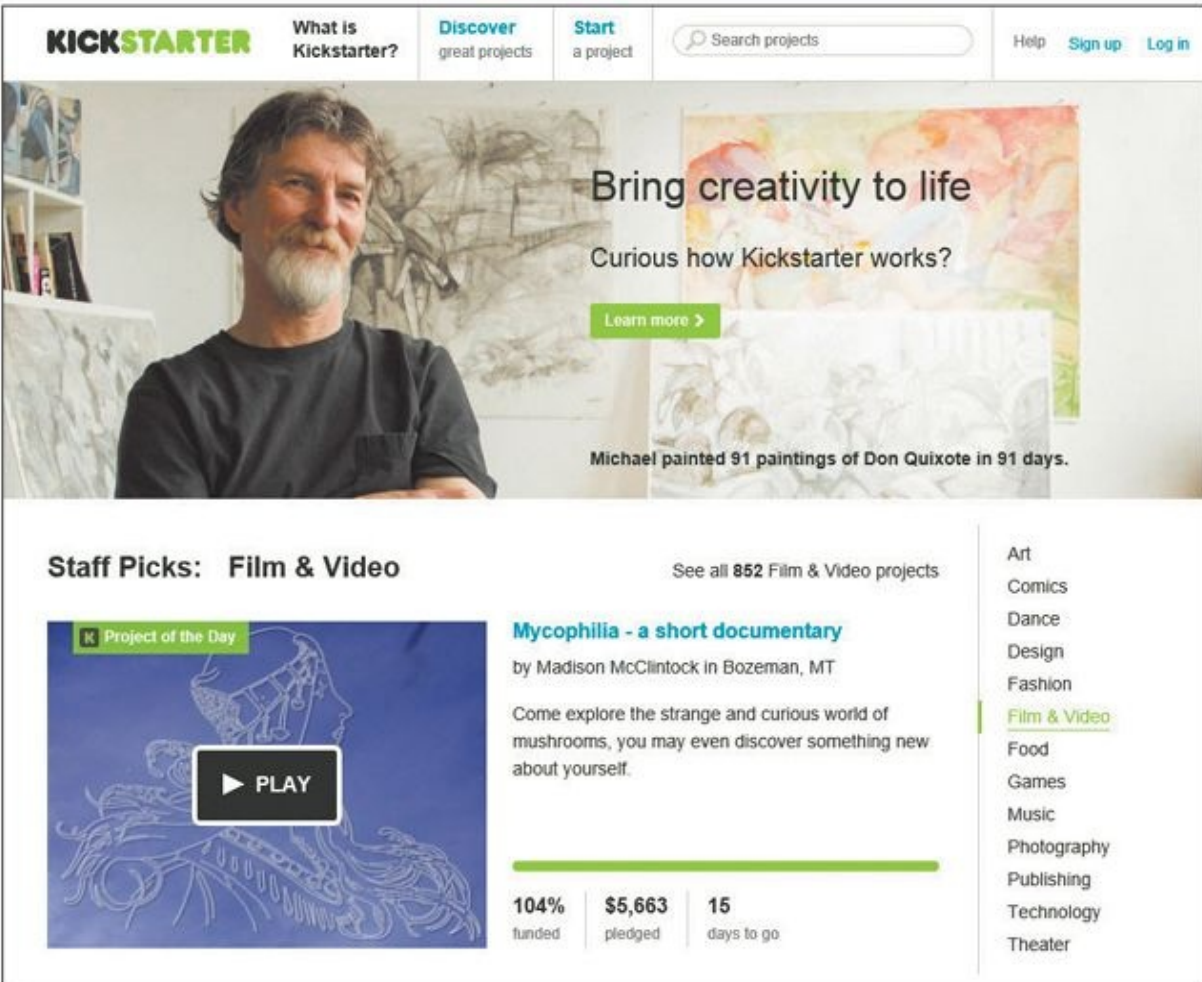 KICKSTARTER
What is
Kickstarter?
Discover
great projects
Start
a project
Search projects
Help
Sign up
Log in
Bring creativity to life
Curious how Kickstarter works?
Learn more
Michael painted 91 paintings of Don Quixote in 91 days.
Staff Picks: Film & Video
See all 852 Film & Video projects
K Project of the Day
PLAY
Mycophilia - a short documentary
by Madison McClintock in Bozeman, MT
Come explore the strange and curious world of
mushrooms, you may even discover something new
about yourself.
104%
funded
$5,663
pledged
15
days to go
Art
Comics
Dance
Design
Fashion
Film & Video
Food
Games
Music
Photography
Publishing
Technology
Theater